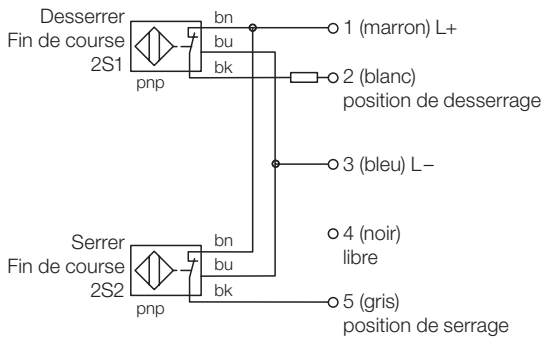 Desserrer
Fin de course
2S1
pnp
bn
bu
bk
1 (marron) L+
2 (blanc)
position de desserrage
3 (bleu) L−
4 (noir)
libre
Serrer
Fin de course
2S2
pnp
bn
bu
bk
5 (gris)
position de serrage